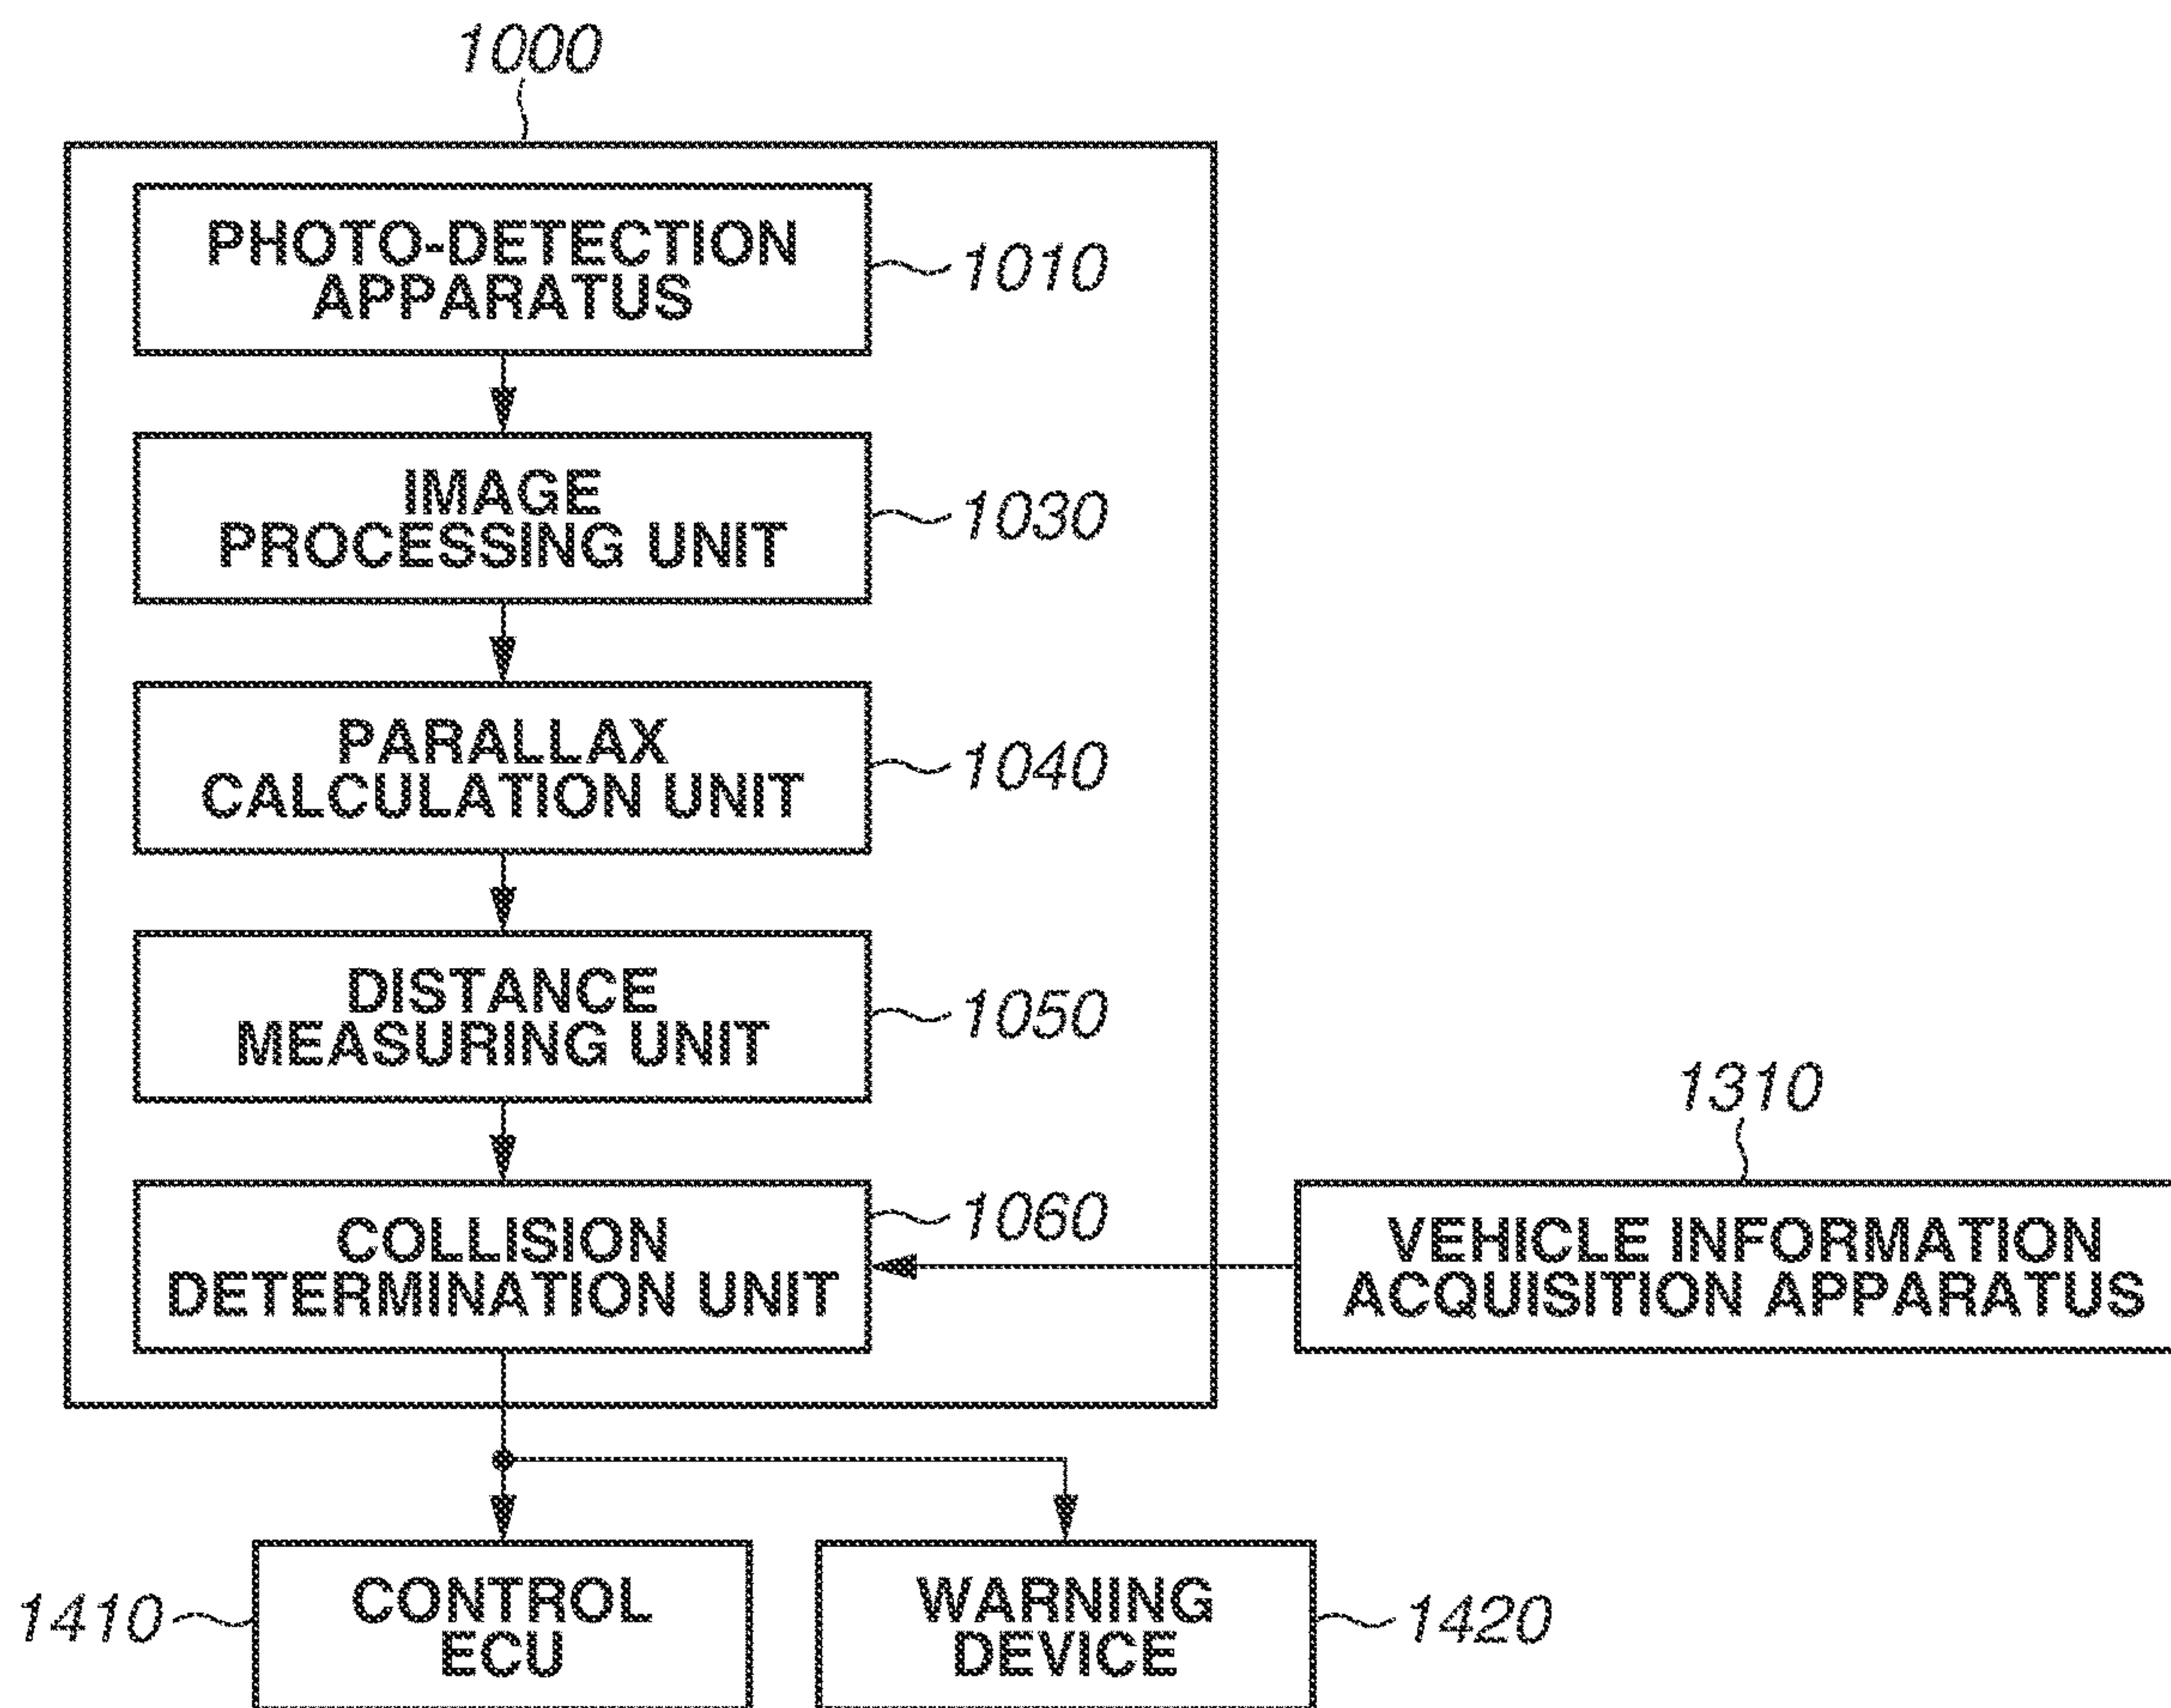 1000
PHOTO-DETECTION
APPARATUS
1010
IMAGE
PROCESSING UNIT
1030
PARALLAX
CALCULATION UNIT
1040
DISTANCE
MEASURING UNIT
1050
COLLISION
DETERMINATION UNIT
1060
1310
VEHICLE INFORMATION
ACQUISITION APPARATUS
1410
CONTROL
ECU
WARNING
DEVICE
1420